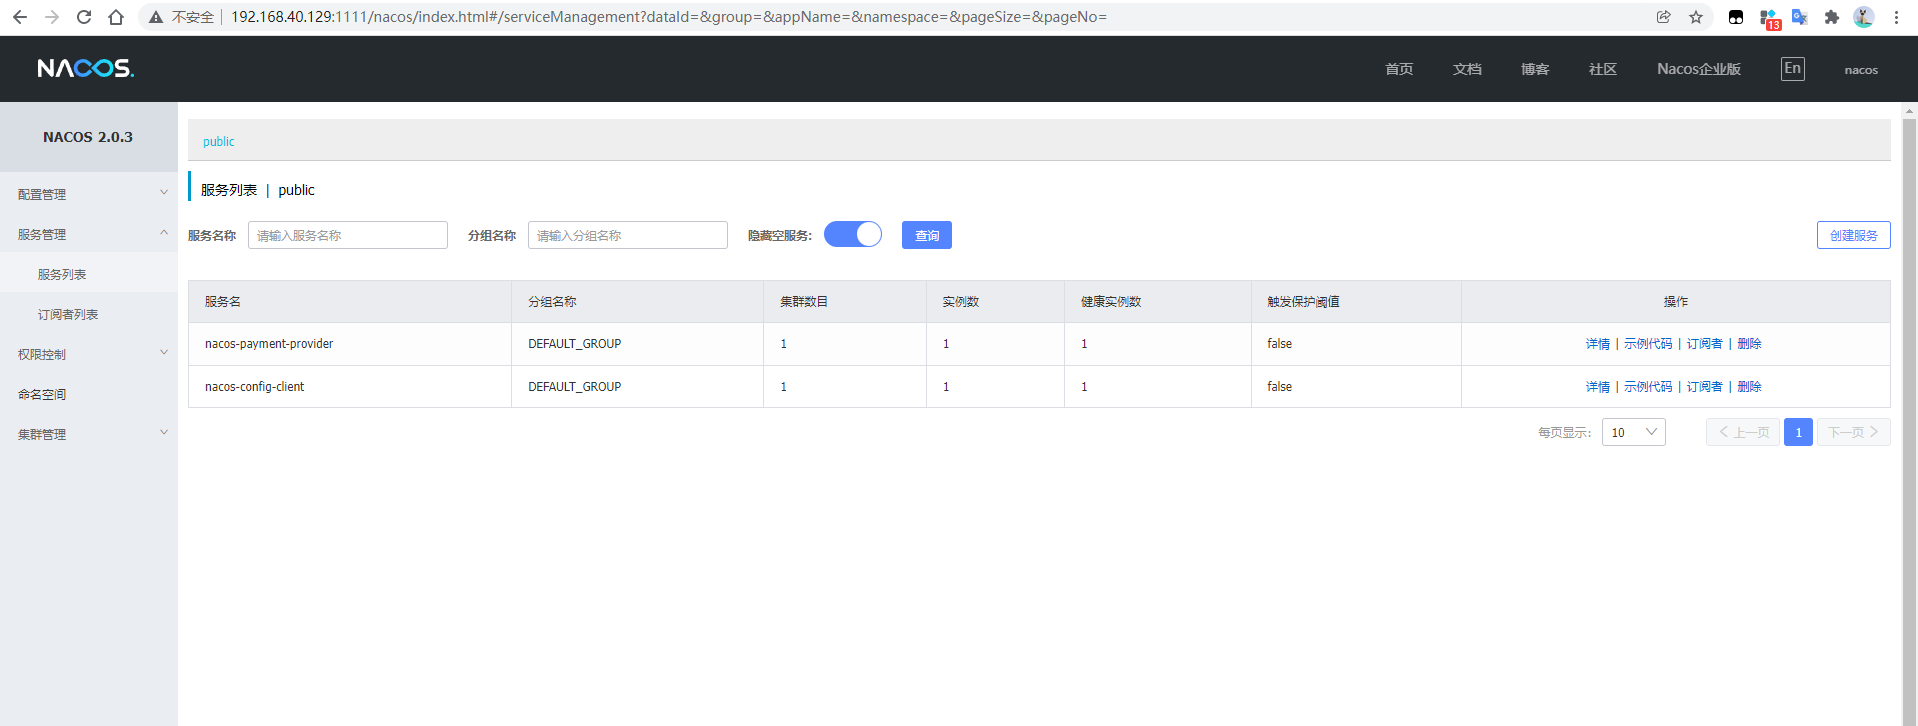 不安全 192.168.40.129:1111/nacos/index.html#/serviceManagement?dataId=&group=&appName=&namespace=&pageSize=&pageNo=
13
NACOS. 首页 文档 博客 社区 Nacos企业版 En nacos
NACOS 2.0.3
配置管理
服务管理
服务列表
订阅者列表
权限控制
命名空间
集群管理
public
服务列表 | public
服务名称 请输入服务名称 分组名称 请输入分组名称 隐藏空服务: 查询 创建服务
服务名 分组名称 集群数目 实例数 健康实例数 触发保护阈值 操作
nacos-payment-provider DEFAULT_GROUP 1 1 1 false 详情 | 示例代码 | 订阅者 | 删除
nacos-config-client DEFAULT_GROUP 1 1 1 false 详情 | 示例代码 | 订阅者 | 删除
每页显示: 10 上一页 1 下一页